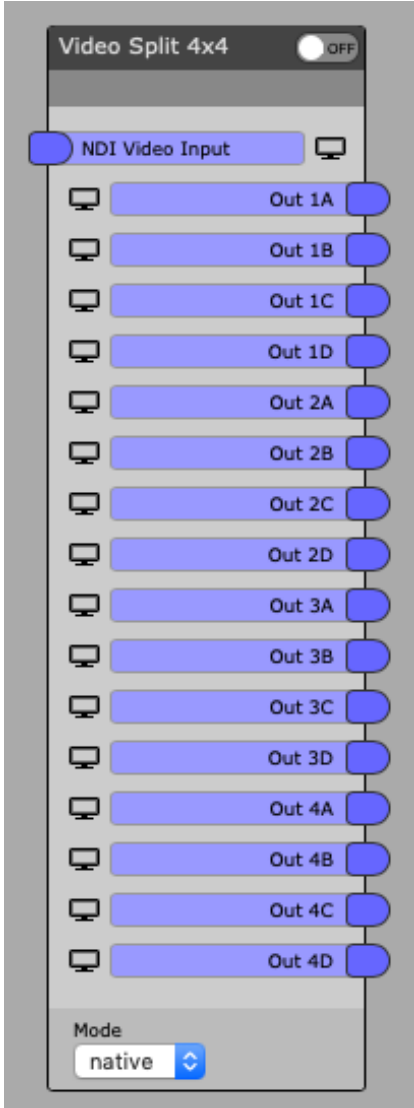 Video Split 4x4 OFF
NDI Video Input
Out 1A
Out 1B
Out 1C
Out 1D
Out 2A
Out 2B
Out 2C
Out 2D
Out 3A
Out 3B
Out 3C
Out 3D
Out 4A
Out 4B
Out 4C
Out 4D
Mode
native